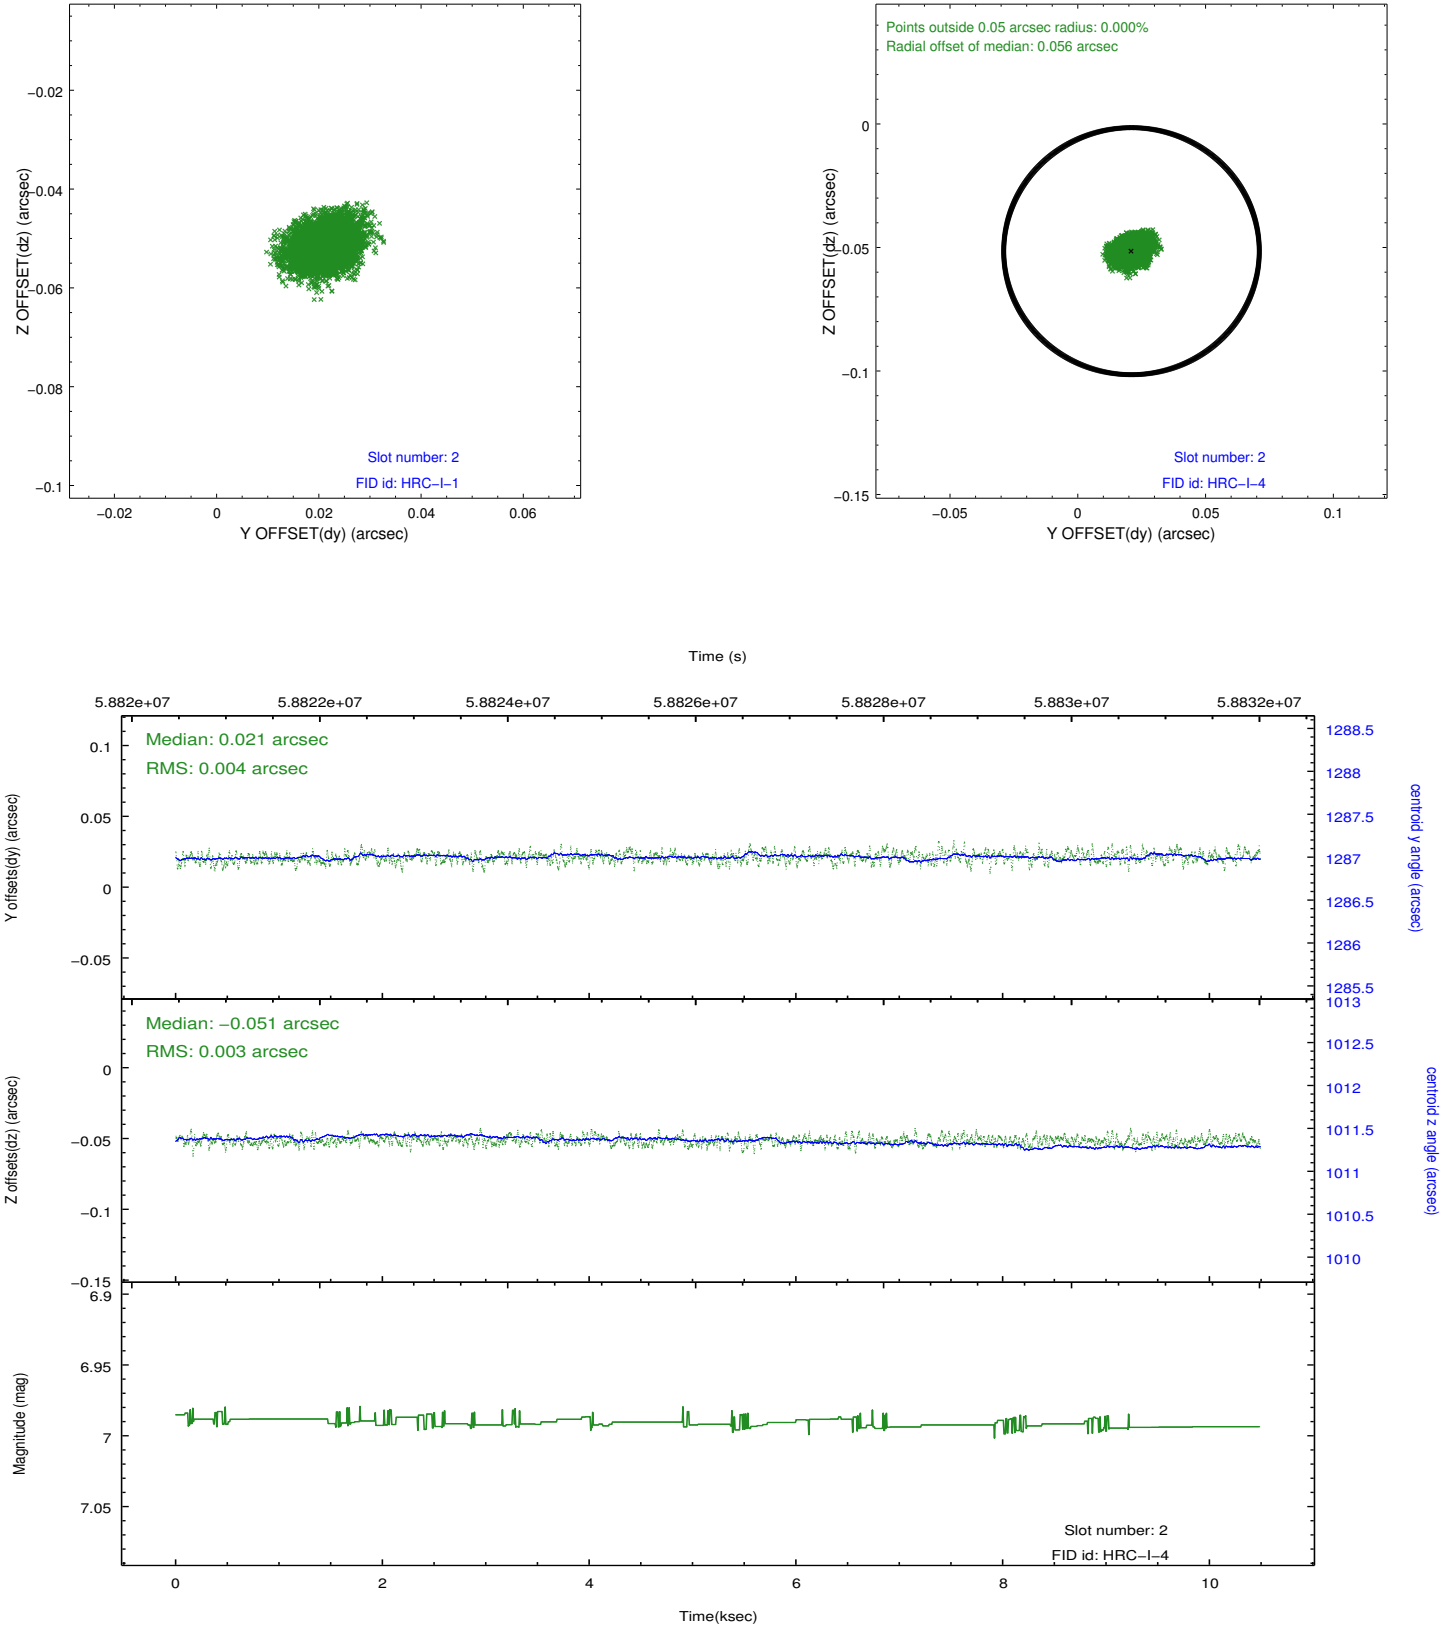 −0.02
−0.04
−0.06
−0.08
−0.1
Z OFFSET(dz) (arcsec)
Slot number: 2
FID id: HRC−I−1
−0.02
0
0.02
0.04
0.06
Y OFFSET(dy) (arcsec)
Points outside 0.05 arcsec radius: 0.000%
Radial offset of median: 0.056 arcsec
0
−0.05
−0.1
−0.15
Z OFFSET(dz) (arcsec)
Slot number: 2
FID id: HRC−I−4
−0.05
0
0.05
0.1
Y OFFSET(dy) (arcsec)
Time (s)
5.882e+07
5.8822e+07
5.8824e+07
5.8826e+07
5.8828e+07
5.883e+07
5.8832e+07
Median: 0.021 arcsec
RMS: 0.004 arcsec
0.1
0.05
0
−0.05
Y offsets(dy) (arcsec)
1288.5
1288
1287.5
1287
1286.5
1286
1285.5
centroid y angle (arcsec)
Median: −0.051 arcsec
RMS: 0.003 arcsec
0
−0.05
−0.1
−0.15
Z offsets(dz) (arcsec)
1013
1012.5
1012
1011.5
1011
1010.5
1010
centroid z angle (arcsec)
6.9
6.95
7
7.05
Magnitude (mag)
Slot number: 2
FID id: HRC−I−4
0
2
4
6
8
10
Time(ksec)